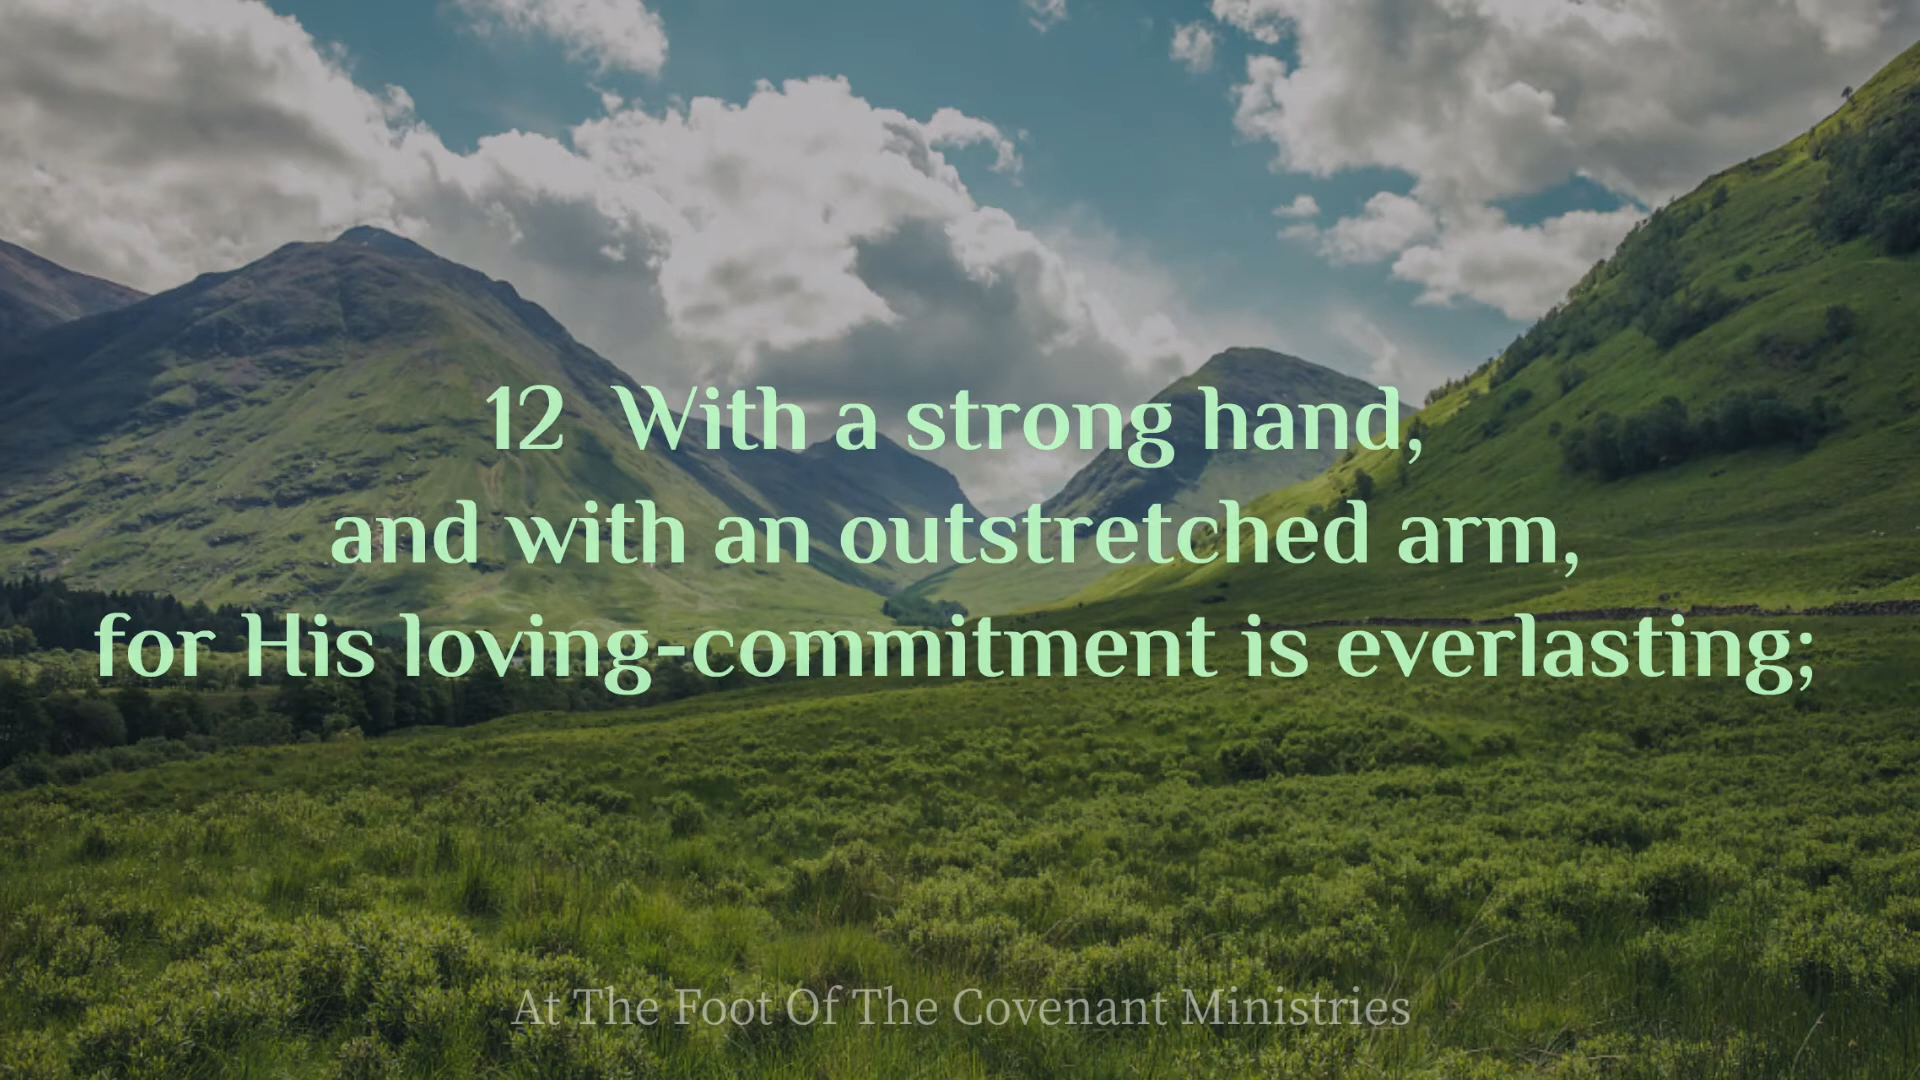 12  With a strong hand,
and with an outstretched arm,
for His loving-commitment is everlasting;
At The Foot Of The Covenant Ministries